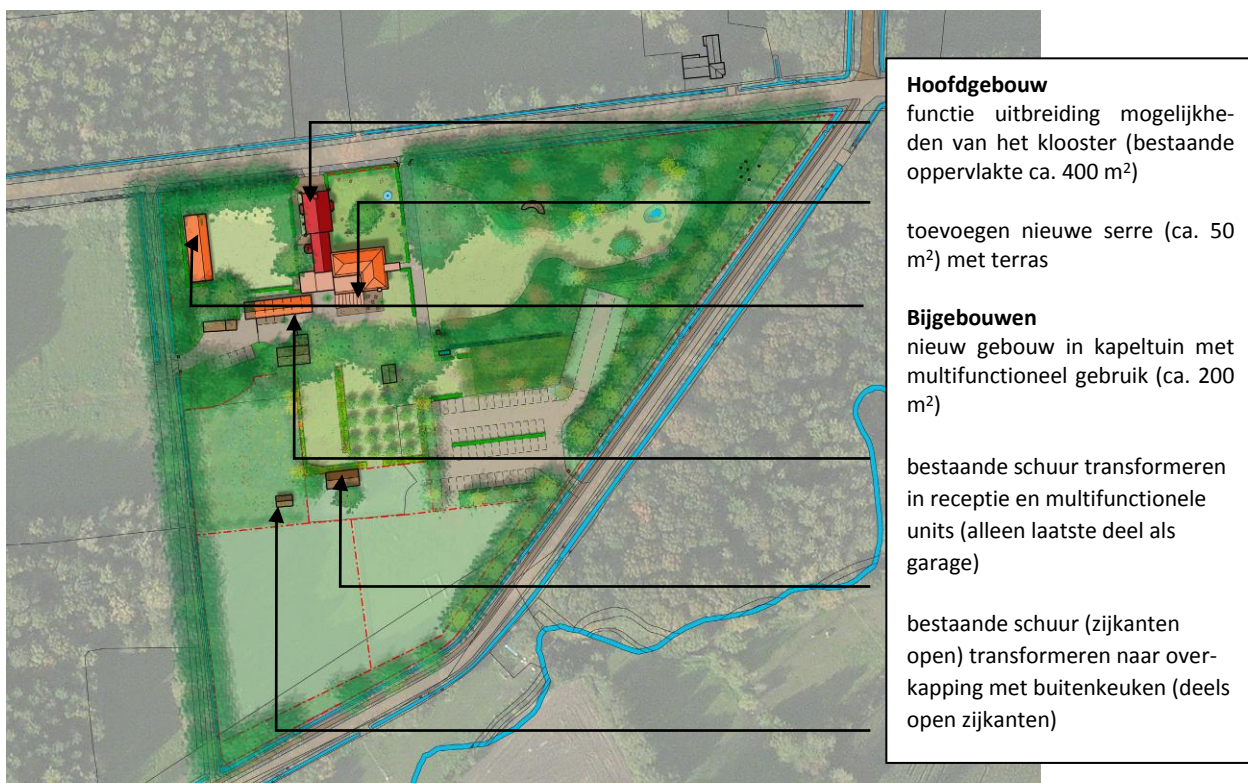 Hoofdgebouw
functie uitbreiding mogelijkhe-
den van het klooster (bestaande
oppervlakte ca. 400 m²)
toevoegen nieuwe serre (ca. 50
m²) met terras
Bijgebouwen
nieuw gebouw in kapeltuin met
multifunctioneel gebruik (ca. 200
m²)
bestaande schuur transformeren
in receptie en multifunctionele
units (alleen laatste deel als
garage)
bestaande schuur (zijkanten
open) transformeren naar over-
kapping met buitenkeuken (deels
open zijkanten)